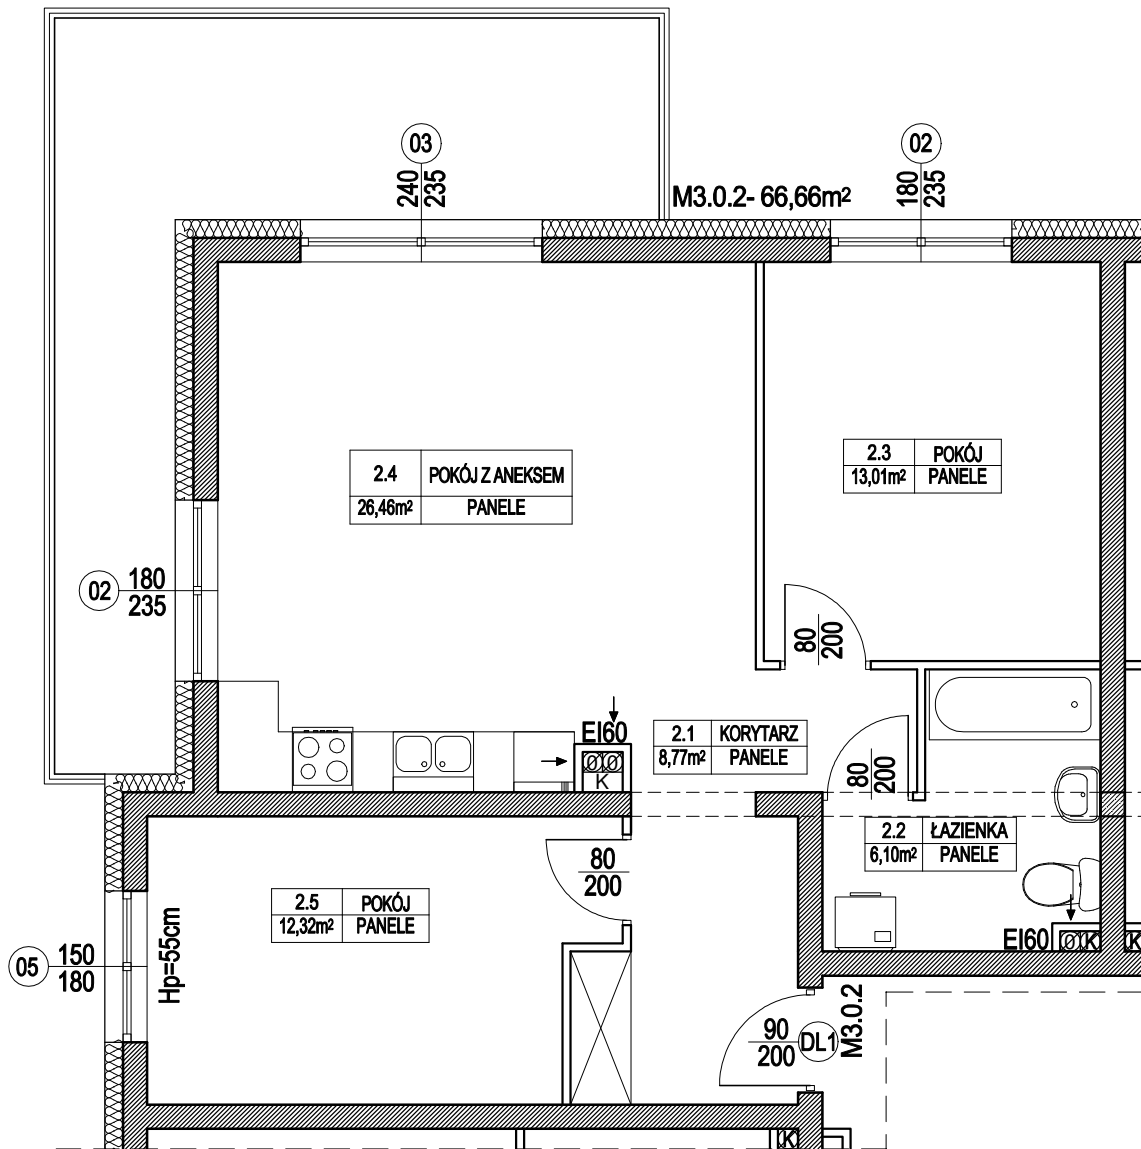 03
240
235
02
180
235
M3.0.2- 66,66m²
2.4 POKÓJ Z ANEKSEM
26,46m² PANELE
2.3 POKÓJ
13,01m² PANELE
02
180
235
80
200
EI60
K
2.1 KORYTARZ
8,77m² PANELE
80
200
2.2 ŁAZIENKA
6,10m² PANELE
80
200
2.5 POKÓJ
12,32m² PANELE
05
150
180
Hp=55cm
EI60
K
K
90
200
DL1
M3.0.2
K